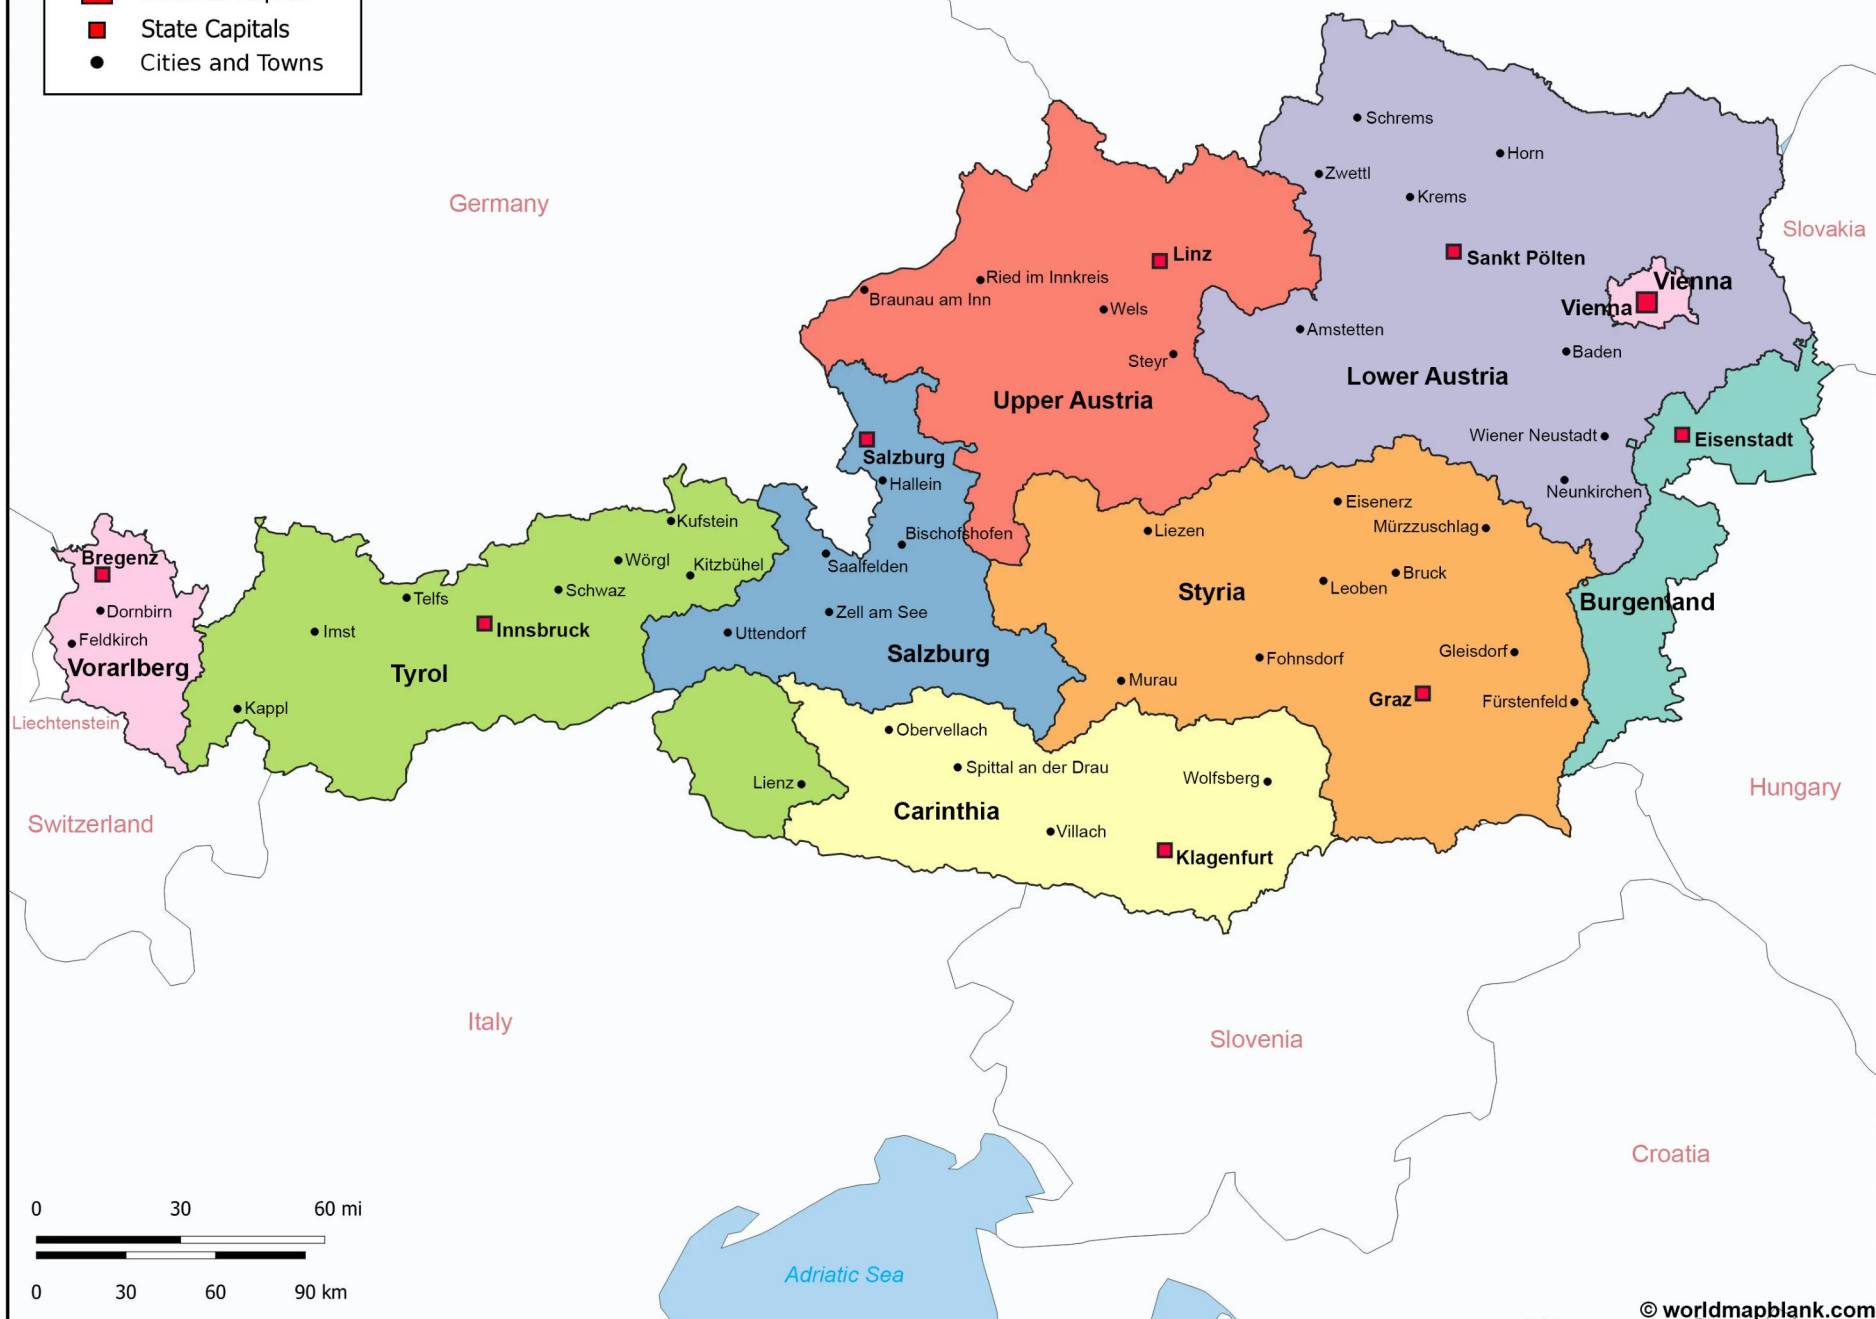 State Capitals
Cities and Towns
Schrems
Horn
Zwettl
Krems
Germany
Slovakia
Linz
Sankt Pölten
Ried im Innkreis
Braunau am Inn
Vienna
Vienna
Wels
Amstetten
Steyr
Baden
Lower Austria
Upper Austria
Wiener Neustadt
Eisenstadt
Salzburg
Hallein
Neunkirchen
Eisenerz
Kufstein
Mürzzuschlag
Liezen
Bischofshofen
Bregenz
Wörgl
Kitzbühel
Saalfelden
Bruck
Leoben
Schwaz
Styria
Telfs
Burgenland
Dornbirn
Zell am See
Imst
Innsbruck
Uttendorf
Feldkirch
Salzburg
Gleisdorf
Fohnsdorf
Vorarlberg
Tyrol
Murau
Graz
Fürstenfeld
Kappl
Liechtenstein
Obervellach
Spittal an der Drau
Wolfsberg
Lienz
Hungary
Carinthia
Switzerland
Villach
Klagenfurt
Italy
Slovenia
Croatia
0 30 60 mi
Adriatic Sea
0 30 60 90 km
© worldmapblank.com